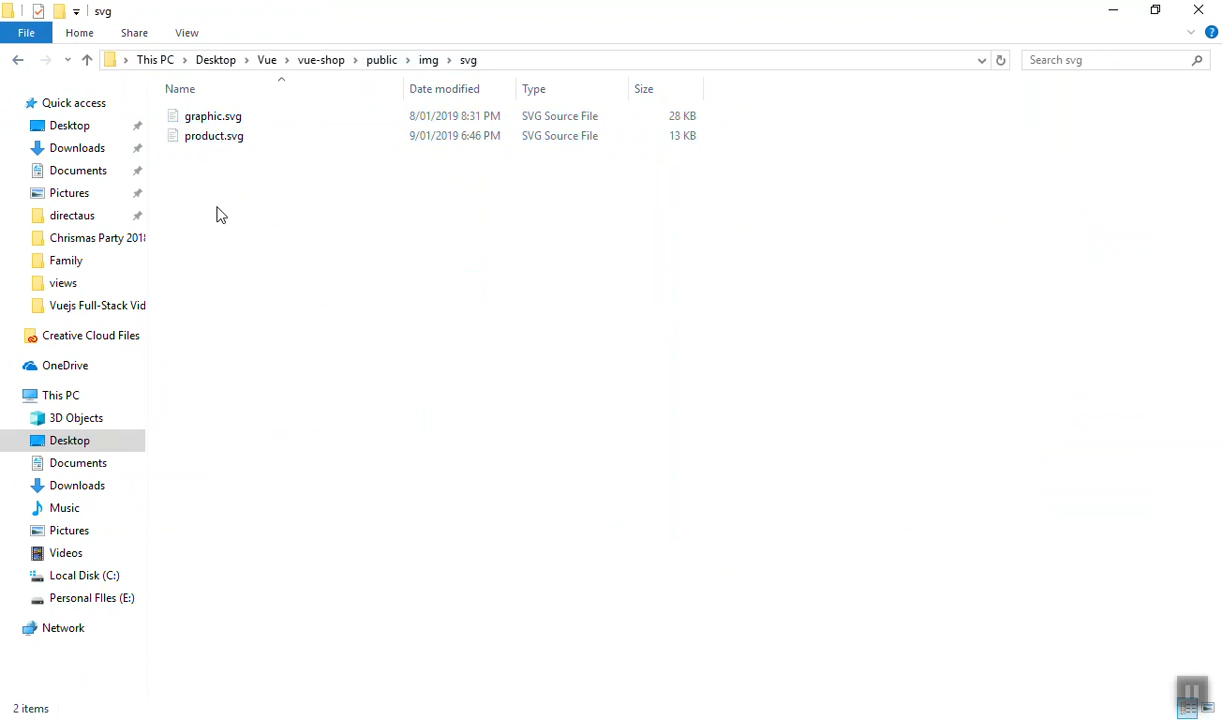 svg
File Home Share View
This PC Desktop Vue vue-shop public img svg Search svg
Name Date modified Type Size
graphic.svg 8/01/2019 8:31 PM SVG Source File 28 KB
product.svg 9/01/2019 6:46 PM SVG Source File 13 KB
Quick access
Desktop
Downloads
Documents
Pictures
directaus
Chrismas Party 2018
Family
views
Vuejs Full-Stack Vid
Creative Cloud Files
OneDrive
This PC
3D Objects
Desktop
Documents
Downloads
Music
Pictures
Videos
Local Disk (C:)
Personal FIles (E:)
Network
2 items